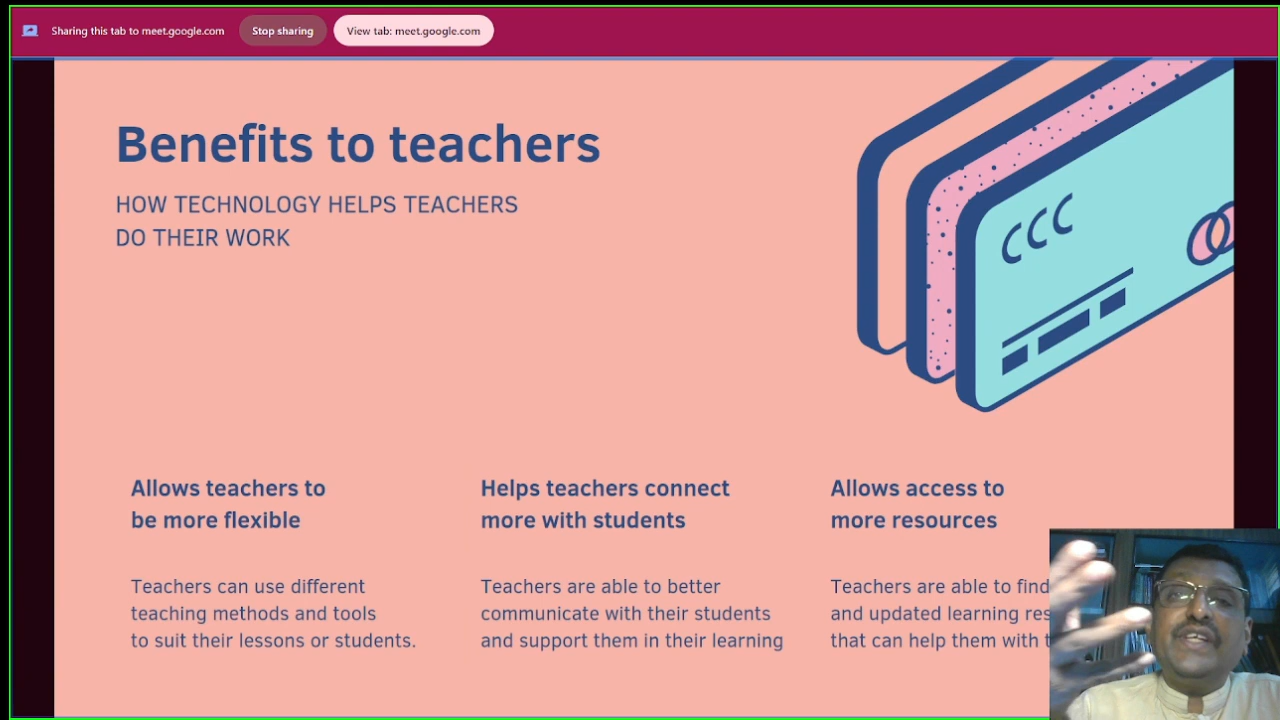 Sharing this tab to meet.google.com
Stop sharing
View tab: meet.google.com
Benefits to teachers
HOW TECHNOLOGY HELPS TEACHERS
DO THEIR WORK
CCC
Allows teachers to
be more flexible
Teachers can use different
teaching methods and tools
to suit their lessons or students.
Helps teachers connect
more with students
Teachers are able to better
communicate with their students
and support them in their learning
Allows access to
more resources
Teachers are able to find
and updated learning
that can help them with